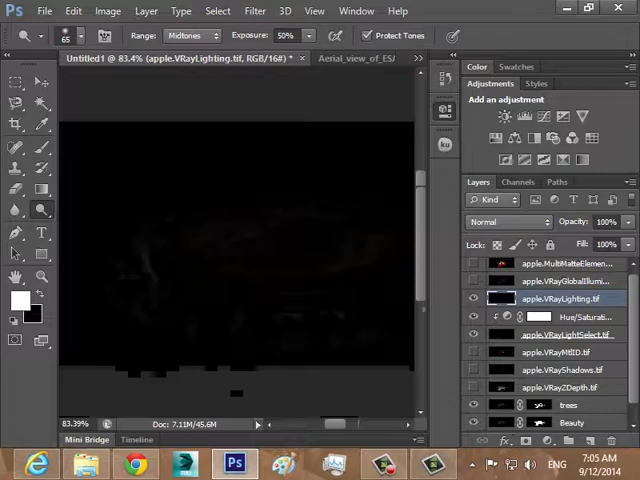 Ps File Edit Image Layer Type Select Filter 3D View Window Help
65 Range: Midtones Exposure: 50% Protect Tones
Untitled1 @ 83.4% (apple.VRayLighting.tif, RGB/16#) * × Aerial_view_of_ES
Color Swatches
Adjustments Styles
Add an adjustment
ku
Layers Channels Paths
Kind
Normal Opacity: 100%
Lock: Fill: 100%
apple.MultiMatteElemen...
apple.VRayGlobalIllumi...
apple.VRayLighting.tif
Hue/Saturati...
apple.VRayLightSelect.tif
apple.VRayMtlID.tif
apple.VRayShadows.tif
apple.VRayZDepth.tif
trees
Beauty
83.39% Doc: 7.11M/45.6M
Mini Bridge Timeline
Ps ENG 7:05 AM
9/12/2014